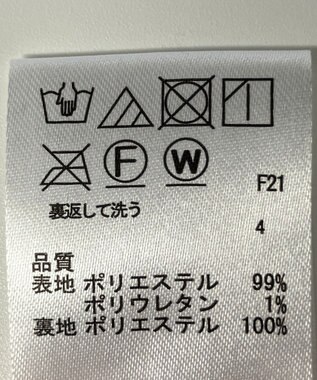 F W
F21
裏返して洗う
4
品質
表地 ポリエステル 99%
ポリウレタン 1%
裏地 ポリエステル 100%